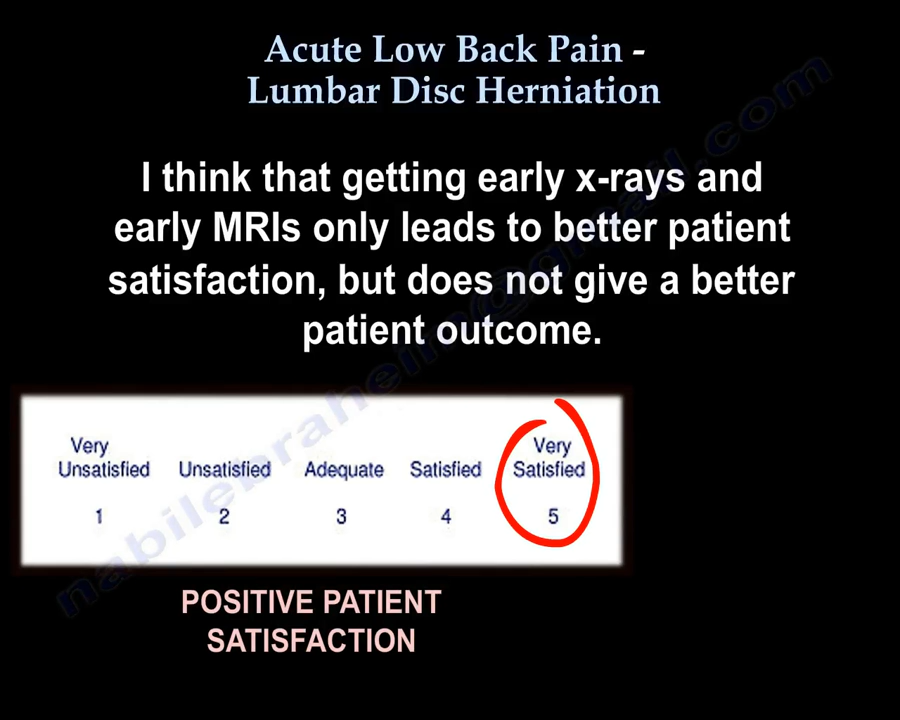 Acute Low Back Pain -
Lumbar Disc Herniation
I think that getting early x-rays and
early MRIs only leads to better patient
satisfaction, but does not give a better
patient outcome.
Very
Unsatisfied
Unsatisfied
Adequate
Satisfied
Very
Satisfied
1 2 3 4 5
POSITIVE PATIENT
SATISFACTION